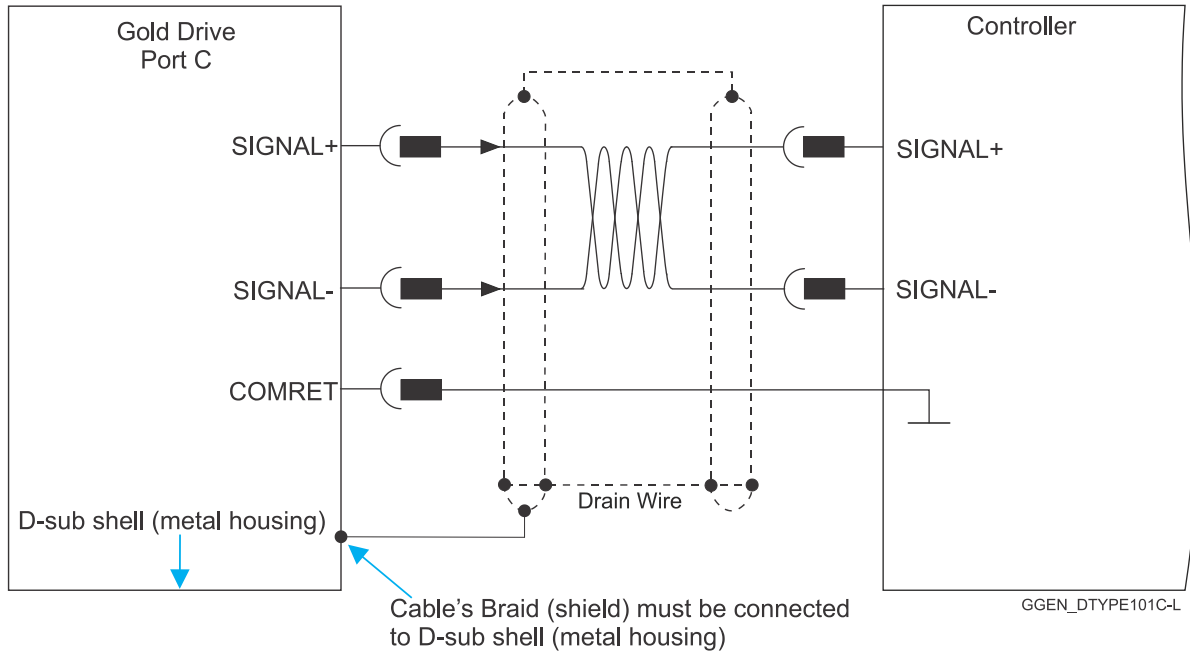 Gold Drive
Port C
Controller
SIGNAL+
SIGNAL+
SIGNAL-
SIGNAL-
COMRET
Drain Wire
D-sub shell (metal housing)
Cable's Braid (shield) must be connected
to D-sub shell (metal housing)
GGEN_DTYPE101C-L